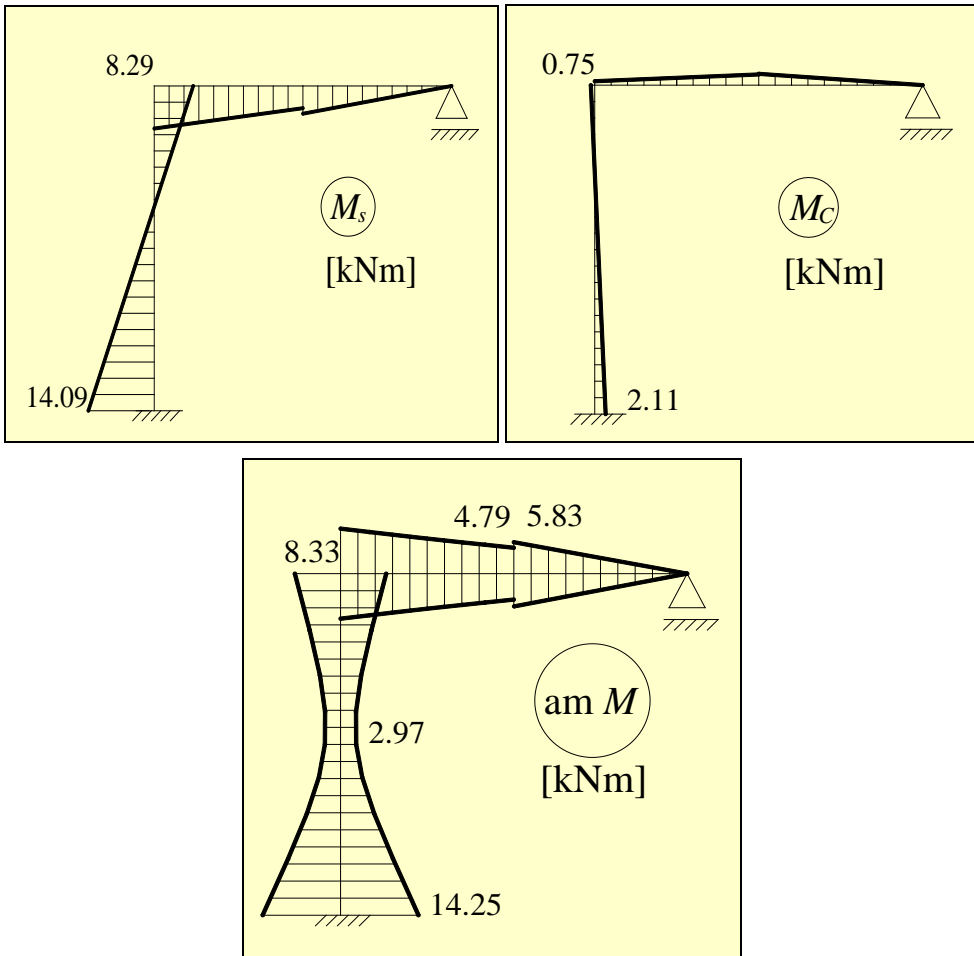 8.29
M_s
[kNm]
14.09
0.75
M_C
[kNm]
2.11
4.79 5.83
8.33
am M
2.97
[kNm]
14.25